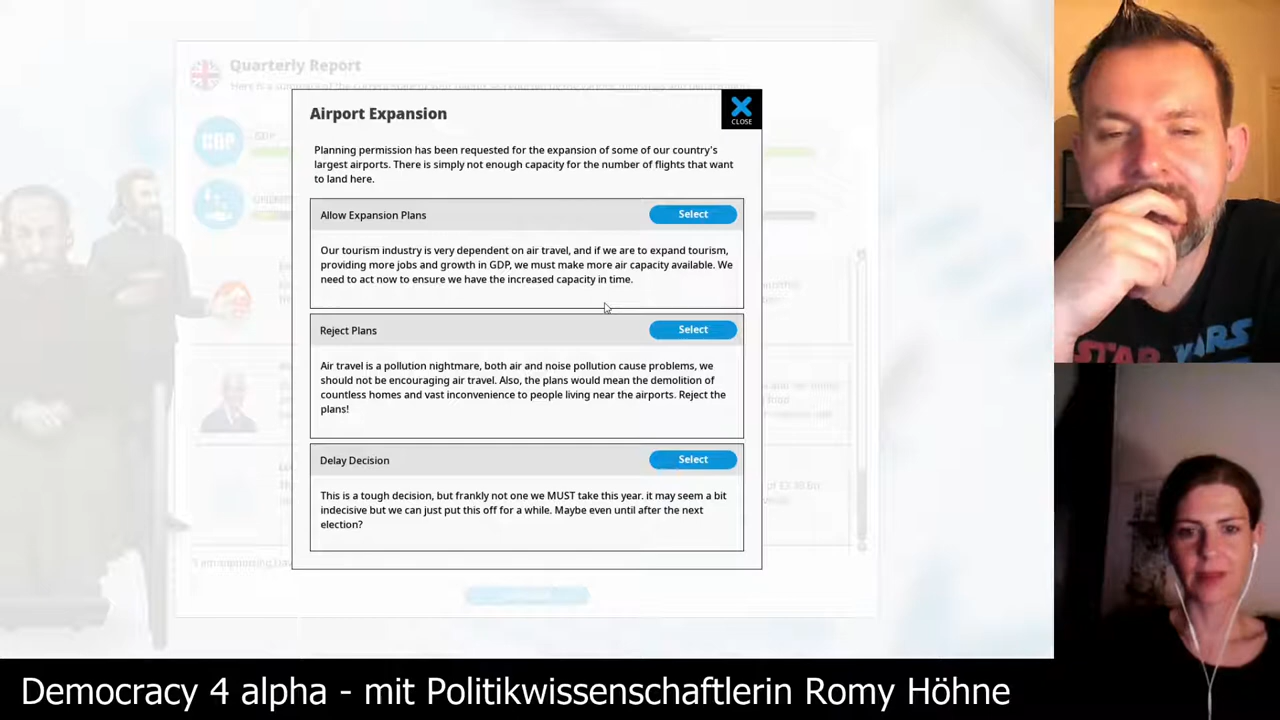 Quarterly Report
Airport Expansion
CLOSE
Planning permission has been requested for the expansion of some of our country's
largest airports. There is simply not enough capacity for the number of flights that want
to land here.
Allow Expansion Plans
Select
Our tourism industry is very dependent on air travel, and if we are to expand tourism,
providing more jobs and growth in GDP, we must make more air capacity available. We
need to act now to ensure we have the increased capacity in time.
Reject Plans
Select
Air travel is a pollution nightmare, both air and noise pollution cause problems, we
should not be encouraging air travel. Also, the plans would mean the demolition of
countless homes and vast inconvenience to people living near the airports. Reject the
plans!
Delay Decision
Select
This is a tough decision, but frankly not one we MUST take this year. it may seem a bit
indecisive but we can just put this off for a while. Maybe even until after the next
election?
GDP
GDP
STAR WARS
Democracy 4 alpha - mit Politikwissenschaftlerin Romy Höhne